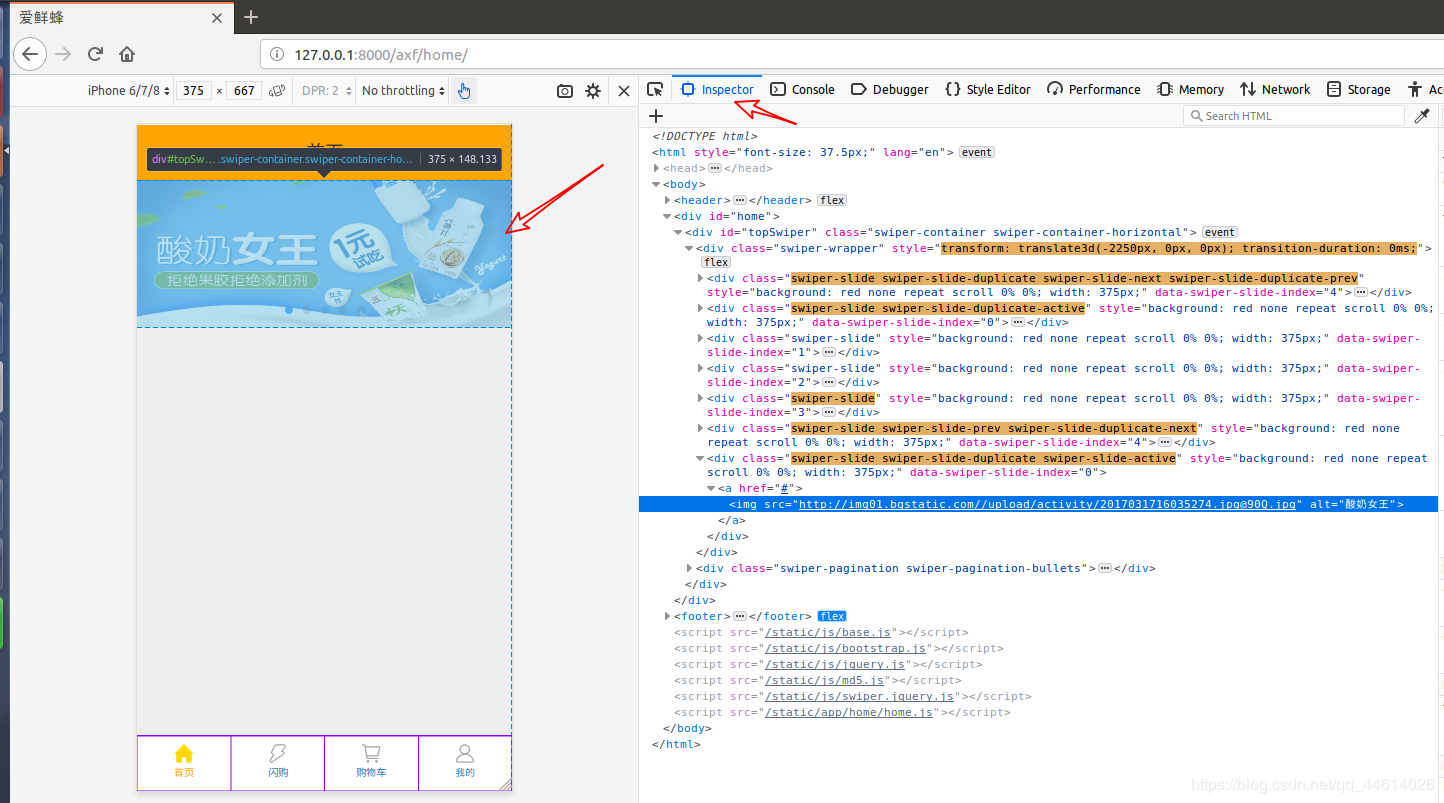 爱鲜蜂
127.0.0.1:8000/axf/home/
iPhone 6/7/8 375 × 667 DPR: 2 No throttling
Inspector Console Debugger Style Editor Performance Memory Network Storage Ac
Search HTML
首页
div#topSw… .swiper-container.swiper-container-ho… 375 × 148.133
酸奶女王
1元
试吃
拒绝果胶拒绝添加剂
Yogurt
女王
节
首页
闪购
购物车
我的
<!DOCTYPE html>
<html style="font-size: 37.5px;" lang="en"> event
<head>⋯</head>
<body>
<header>⋯</header> flex
<div id="home">
<div id="topSwiper" class="swiper-container swiper-container-horizontal"> event
<div class="swiper-wrapper" style="transform: translate3d(-2250px, 0px, 0px); transition-duration: 0ms;">
flex
<div class="swiper-slide swiper-slide-duplicate swiper-slide-next swiper-slide-duplicate-prev"
style="background: red none repeat scroll 0% 0%; width: 375px;" data-swiper-slide-index="4">⋯</div>
<div class="swiper-slide swiper-slide-duplicate-active" style="background: red none repeat scroll 0% 0%;
width: 375px;" data-swiper-slide-index="0">⋯</div>
<div class="swiper-slide" style="background: red none repeat scroll 0% 0%; width: 375px;" data-swiper-
slide-index="1">⋯</div>
<div class="swiper-slide" style="background: red none repeat scroll 0% 0%; width: 375px;" data-swiper-
slide-index="2">⋯</div>
<div class="swiper-slide" style="background: red none repeat scroll 0% 0%; width: 375px;" data-swiper-
slide-index="3">⋯</div>
<div class="swiper-slide swiper-slide-prev swiper-slide-duplicate-next" style="background: red none
repeat scroll 0% 0%; width: 375px;" data-swiper-slide-index="4">⋯</div>
<div class="swiper-slide swiper-slide-duplicate swiper-slide-active" style="background: red none repeat
scroll 0% 0%; width: 375px;" data-swiper-slide-index="0">
<a href="#">
<img src="http://img01.bqstatic.com//upload/activity/2017031716035274.jpg@90Q.jpg" alt="酸奶女王">
</a>
</div>
</div>
<div class="swiper-pagination swiper-pagination-bullets">⋯</div>
</div>
</div>
<footer>⋯</footer> flex
<script src="/static/js/base.js"></script>
<script src="/static/js/bootstrap.js"></script>
<script src="/static/js/jquery.js"></script>
<script src="/static/js/md5.js"></script>
<script src="/static/js/swiper.jquery.js"></script>
<script src="/static/app/home/home.js"></script>
</body>
</html>
https://blog.csdn.net/qq_44614026